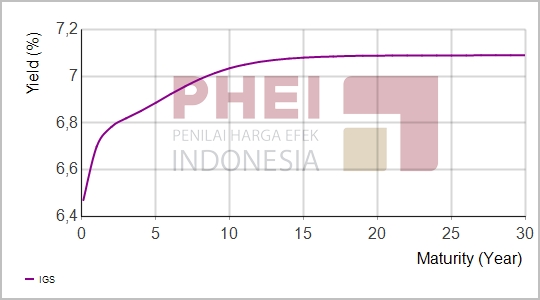 7,2
7
6,8
6,6
6,4
Yield (%)
PHEI
PENILAI HARGA EFEK
INDONESIA
0 5 10 15 20 25 30
Maturity (Year)
IGS